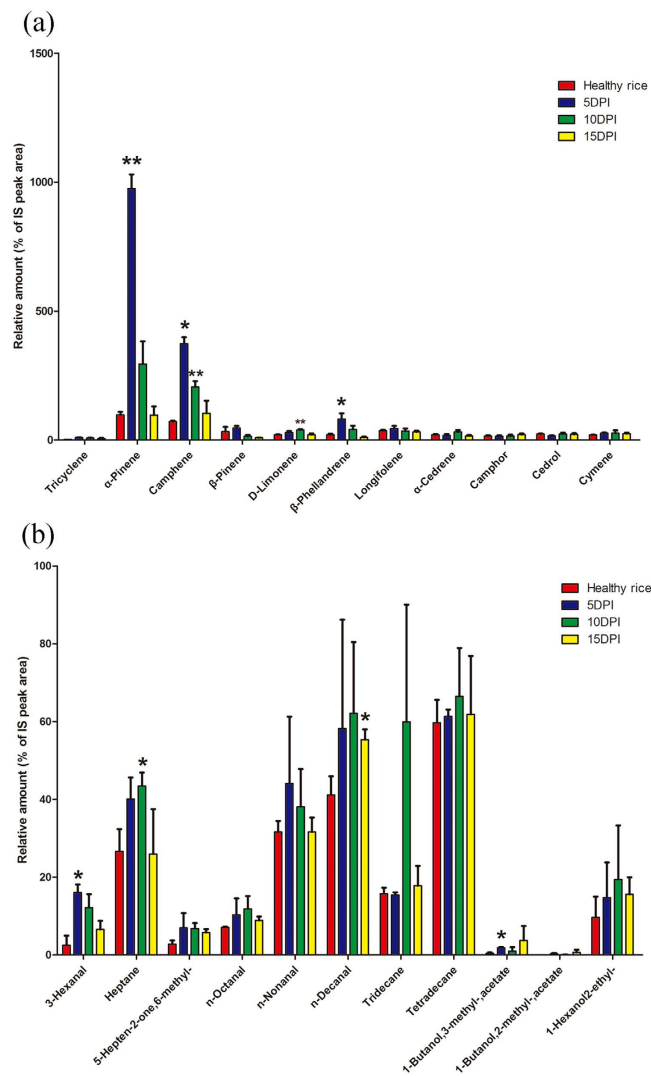 (a)
1500
1000
500
0
Relative amount (% of IS peak area)
Healthy rice
5DPI
10DPI
15DPI
**
*
**
**
*
Tricyclene
α-Pinene
Camphene
β-Pinene
D-Limonene
β-Phellandrene
Longifolene
α-Cedrene
Camphor
Cedrol
Cymene
(b)
100
80
60
40
20
0
Relative amount (% of IS peak area)
Healthy rice
5DPI
10DPI
15DPI
*
*
*
*
3-Hexanal
Heptane
5-Hepten-2-one,6-methyl-
n-Octanal
n-Nonanal
n-Decanal
Tridecane
Tetradecane
1-Butanol,3-methyl-,acetate
1-Butanol,2-methyl-,acetate
1-Hexanol2-ethyl-